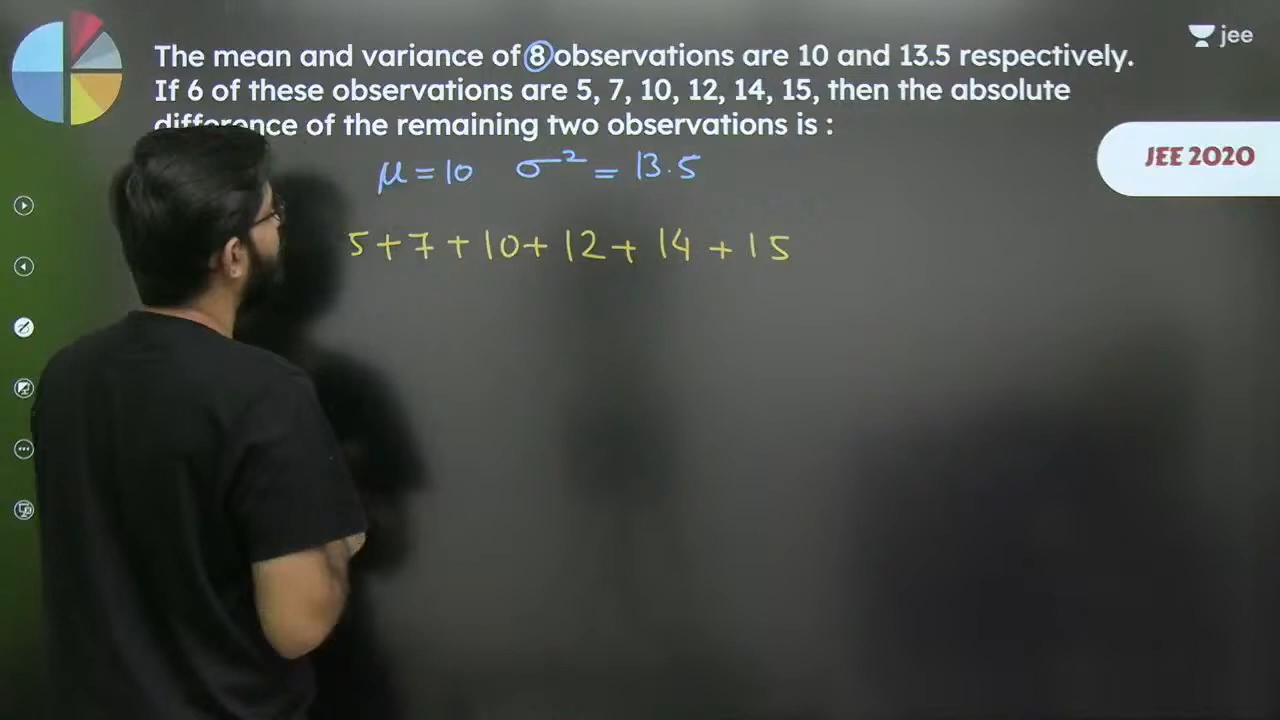 The mean and variance of 8 observations are 10 and 13.5 respectively.
If 6 of these observations are 5, 7, 10, 12, 14, 15, then the absolute
difference of the remaining two observations is :
jee
JEE 2020
μ = 10 σ² = 13.5
5 + 7 + 10 + 12 + 14 + 15